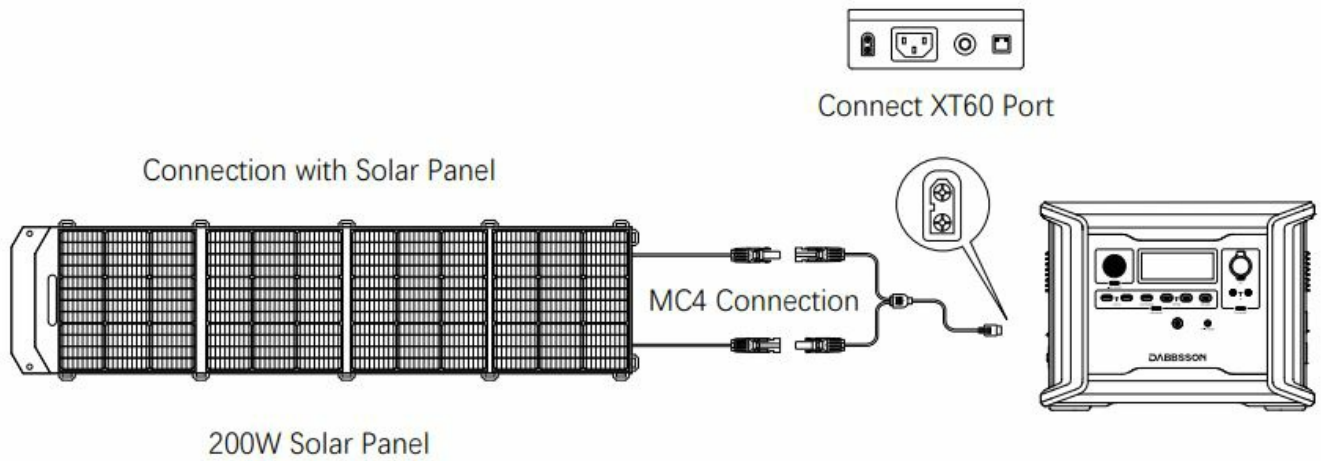 Connect XT60 Port
Connection with Solar Panel
MC4 Connection
DABBSSON
200W Solar Panel